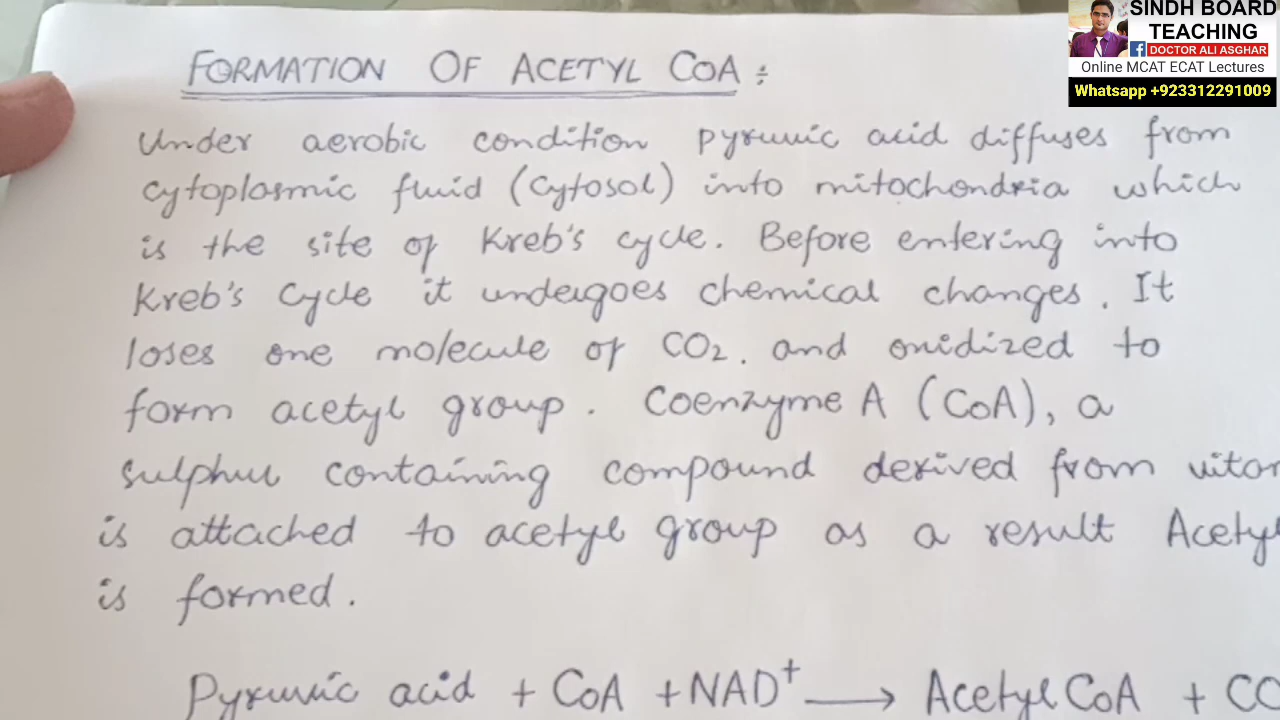 SINDH BOARD
TEACHING
DOCTOR ALI ASGHAR
Online MCAT ECAT Lectures
Whatsapp +923312291009
FORMATION OF ACETYL COA :
Under aerobic condition pyruvic acid diffuses from
cytoplasmic fluid (Cytosol) into mitochondria which
is the site of Kreb's cycle. Before entering into
Kreb's Cycle it undergoes chemical changes. It
loses one molecule of CO₂. and oxidized to
form acetyl group. Coenzyme A (CoA), a
sulphur containing compound derived from
is attached to acetyl group as a result Acetyl
is formed.
Pyruvic acid + CoA + NAD⁺ → Acetyl CoA +